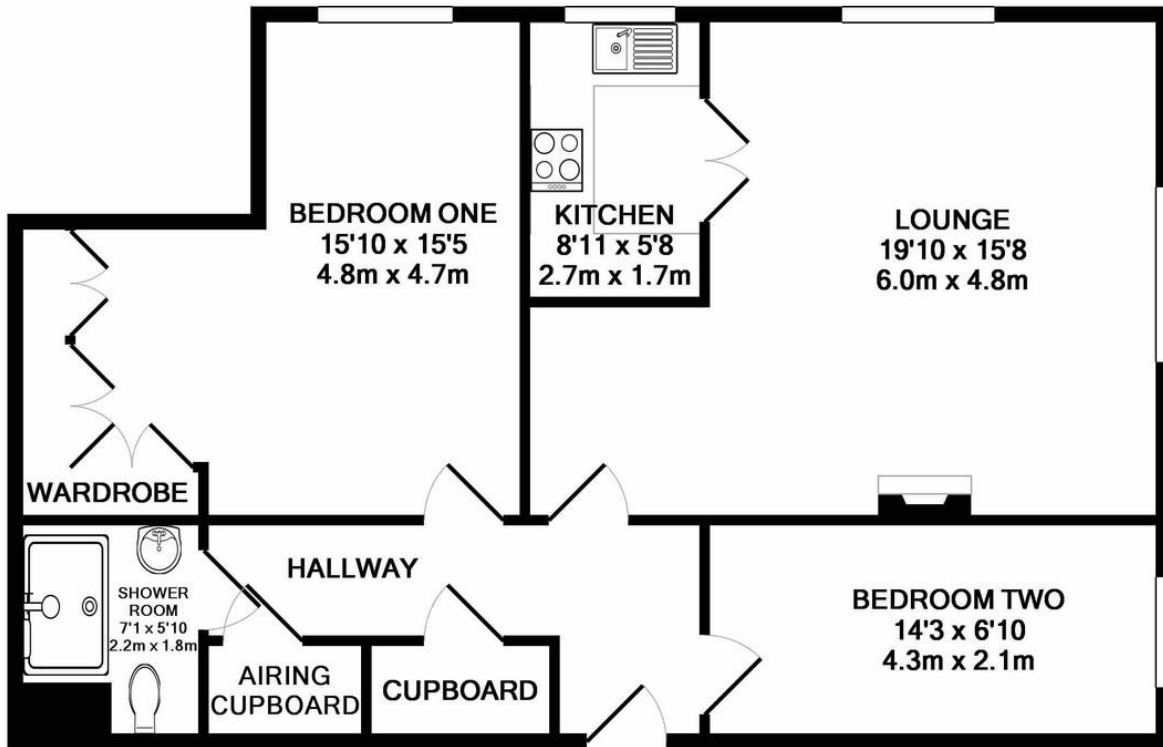 BEDROOM ONE
15'10 x 15'5
4.8m x 4.7m
KITCHEN
8'11 x 5'8
2.7m x 1.7m
LOUNGE
19'10 x 15'8
6.0m x 4.8m
WARDROBE
HALLWAY
SHOWER
ROOM
7'1 x 5'10
2.2m x 1.8m
AIRING
CUPBOARD
CUPBOARD
BEDROOM TWO
14'3 x 6'10
4.3m x 2.1m